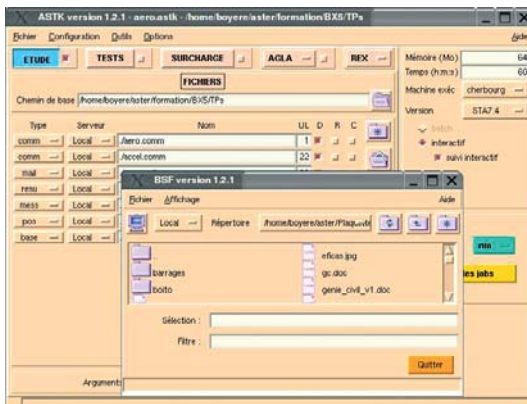 ASTK version 1.2.1 - aero.astk - /home/boyere/aster/formation/BX5/TPs
Fichier Configuration Outils Options Aide
ETUDE TESTS SURCHARGE AGLA REX
FICHIERS
Chemin de base /home/boyere/aster/formation/BX5/TPs
Mémoire (Mo) 64
Temps (h:m:s) 60
Machine exéc cherbourg
Version STA7.4
batch
interactif
suivi interactif
Type Serveur Nom UL D R C
comm Local ./aero.comm 1
comm Local ./accel.comm 22
mail Local
resu Local
mess Local
pos Local
base Local
run
les jobs
Arguments
BSF version 1.2.1
Fichier Affichage Aide
Local Répertoire
..
barrages
boito
eficas.jpg
gc.doc
genie_civil_v1.doc
Sélection :
Filtre :
Quitter